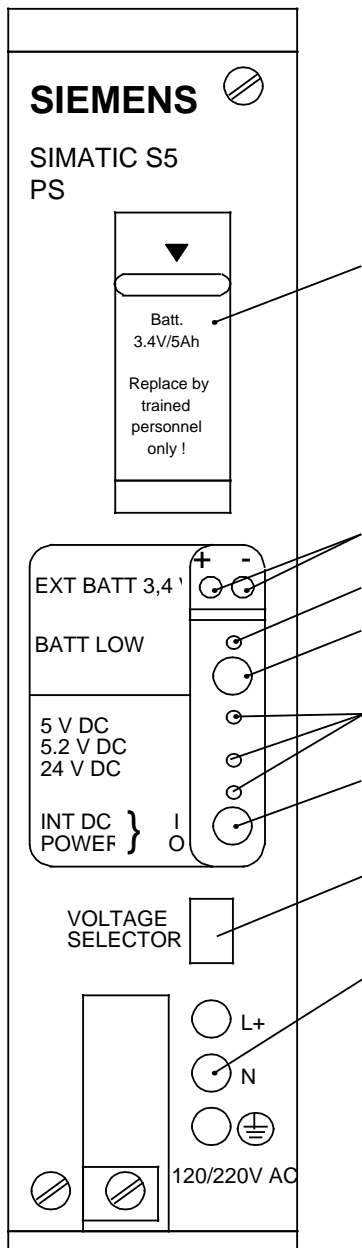 SIEMENS
SIMATIC S5
PS
Batt.
3.4V/5Ah
Replace by
trained
personnel
only !
+ -
EXT BATT 3,4 V
BATT LOW
5 V DC
5.2 V DC
24 V DC
INT DC } I
POWER O
VOLTAGE
SELECTOR
L+
N
120/220V AC